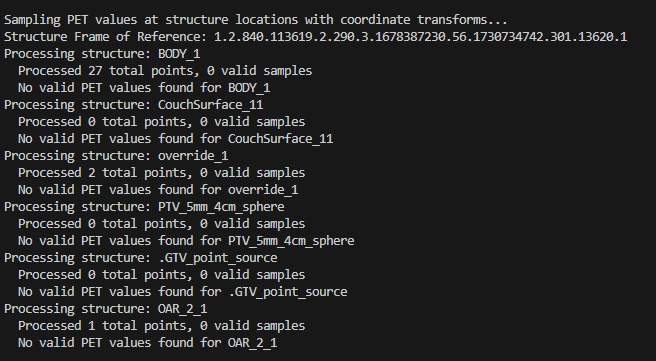 Sampling PET values at structure locations with coordinate transforms...
Structure Frame of Reference: 1.2.840.113619.2.290.3.1678387230.56.1730734742.301.13620.1
Processing structure: BODY_1
  Processed 27 total points, 0 valid samples
  No valid PET values found for BODY_1
Processing structure: CouchSurface_11
  Processed 0 total points, 0 valid samples
  No valid PET values found for CouchSurface_11
Processing structure: override_1
  Processed 2 total points, 0 valid samples
  No valid PET values found for override_1
Processing structure: PTV_5mm_4cm_sphere
  Processed 0 total points, 0 valid samples
  No valid PET values found for PTV_5mm_4cm_sphere
Processing structure: .GTV_point_source
  Processed 0 total points, 0 valid samples
  No valid PET values found for .GTV_point_source
Processing structure: OAR_2_1
  Processed 1 total points, 0 valid samples
  No valid PET values found for OAR_2_1